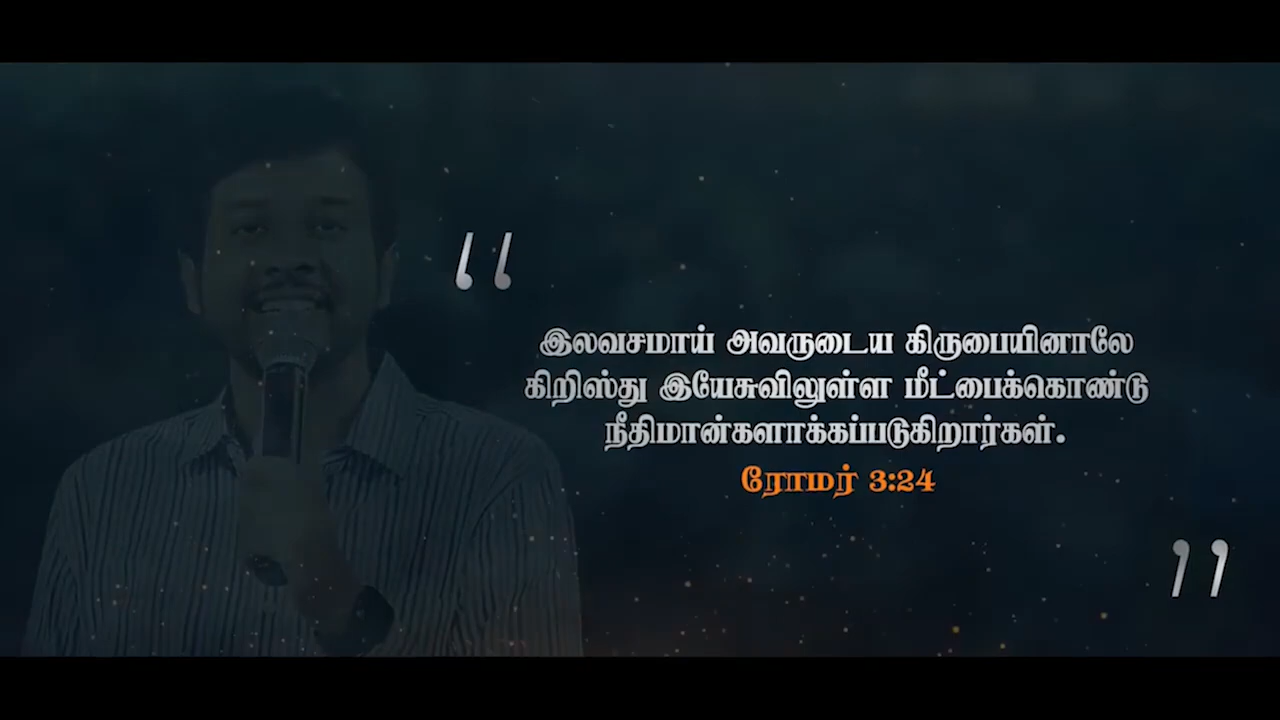 “
இலவசமாய் அவருடைய கிருபையினாலே
கிறிஸ்து இயேசுவிலுள்ள மீட்பைக்கொண்டு
நீதிமான்களாக்கப்படுகிறார்கள்.
ரோமர் 3:24
”